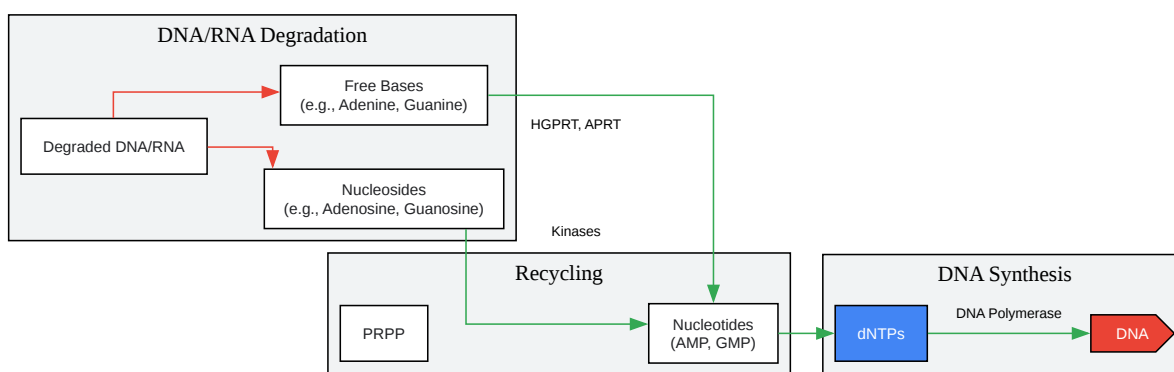 DNA/RNA Degradation
Free Bases
(e.g., Adenine, Guanine)
HGPRT, APRT
Degraded DNA/RNA
Nucleosides
(e.g., Adenosine, Guanosine)
Kinases
Recycling
PRPP
Nucleotides
(AMP, GMP)
DNA Synthesis
dNTPs
DNA Polymerase
DNA